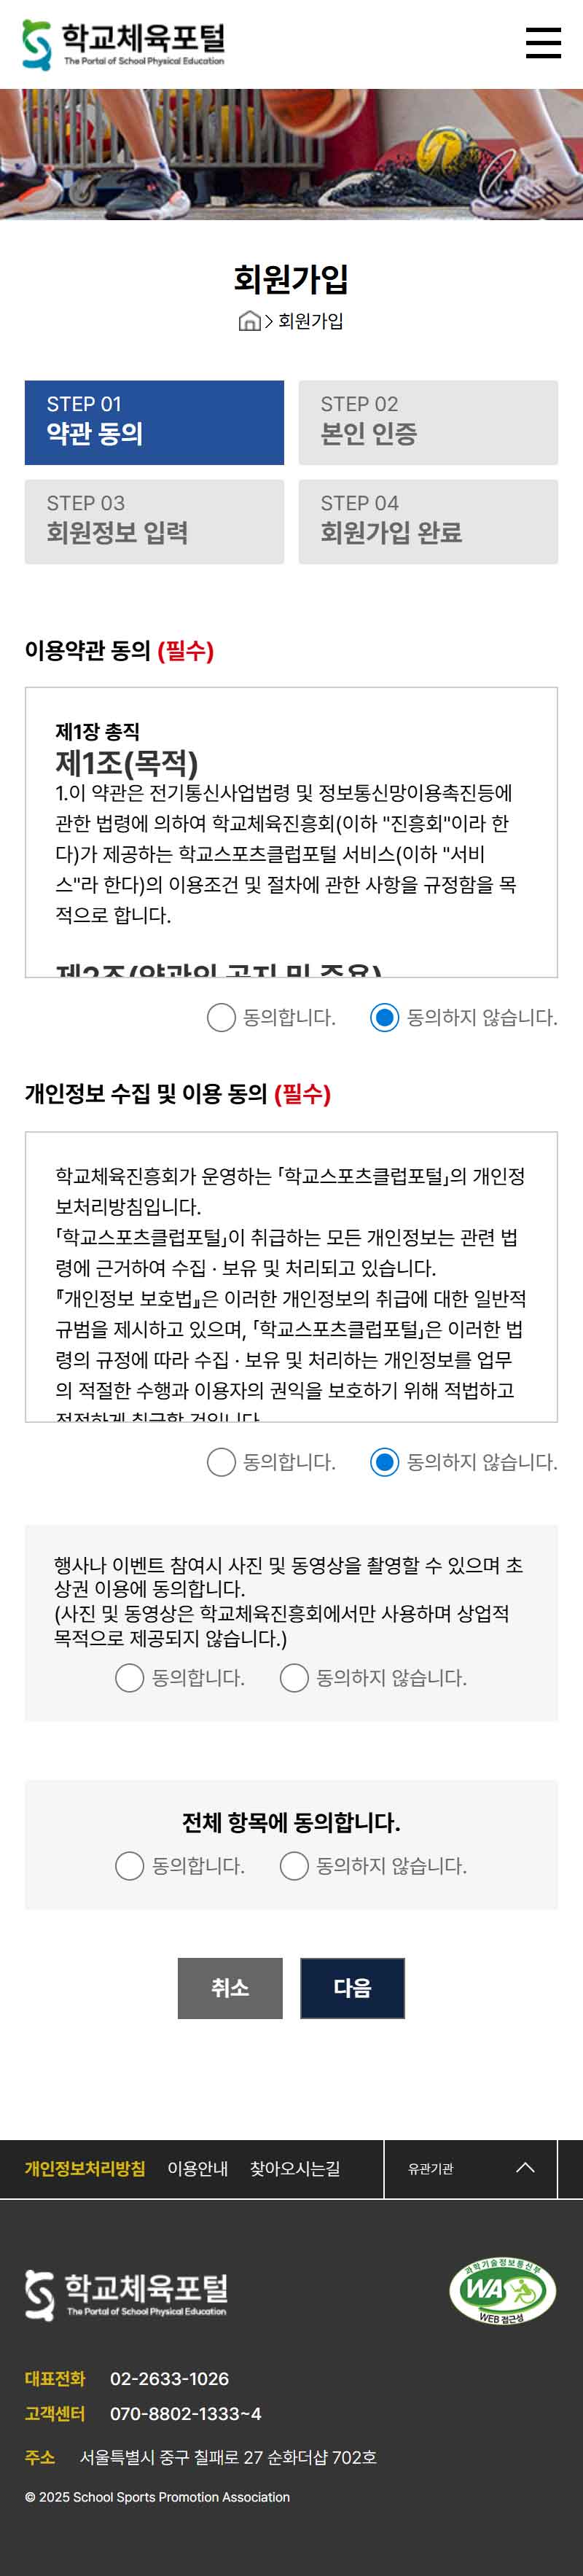 학교체육포털
The Portal of School Physical Education
회원가입
> 회원가입
STEP 01
약관 동의
STEP 02
본인 인증
STEP 03
회원정보 입력
STEP 04
회원가입 완료
이용약관 동의 (필수)
제1장 총직
제1조(목적)
1.이 약관은 전기통신사업법령 및 정보통신망이용촉진등에
관한 법령에 의하여 학교체육진흥회(이하 "진흥회"이라 한
다)가 제공하는 학교스포츠클럽포털 서비스(이하 "서비
스"라 한다)의 이용조건 및 절차에 관한 사항을 규정함을 목
적으로 합니다.
제2조(약관의 공지 및 준용)
동의합니다. 동의하지 않습니다.
개인정보 수집 및 이용 동의 (필수)
학교체육진흥회가 운영하는 「학교스포츠클럽포털」의 개인정
보처리방침입니다.
「학교스포츠클럽포털」이 취급하는 모든 개인정보는 관련 법
령에 근거하여 수집 · 보유 및 처리되고 있습니다.
『개인정보 보호법』은 이러한 개인정보의 취급에 대한 일반적
규범을 제시하고 있으며, 「학교스포츠클럽포털」은 이러한 법
령의 규정에 따라 수집 · 보유 및 처리하는 개인정보를 업무
의 적절한 수행과 이용자의 권익을 보호하기 위해 적법하고
적정하게 취급할 것입니다.
동의합니다. 동의하지 않습니다.
행사나 이벤트 참여시 사진 및 동영상을 촬영할 수 있으며 초
상권 이용에 동의합니다.
(사진 및 동영상은 학교체육진흥회에서만 사용하며 상업적
목적으로 제공되지 않습니다.)
동의합니다. 동의하지 않습니다.
전체 항목에 동의합니다.
동의합니다. 동의하지 않습니다.
취소 다음
개인정보처리방침 이용안내 찾아오시는길 유관기관
학교체육포털
The Portal of School Physical Education
과학기술정보통신부
WA
WEB 접근성
대표전화 02-2633-1026
고객센터 070-8802-1333~4
주소 서울특별시 중구 칠패로 27 순화더샵 702호
© 2025 School Sports Promotion Association